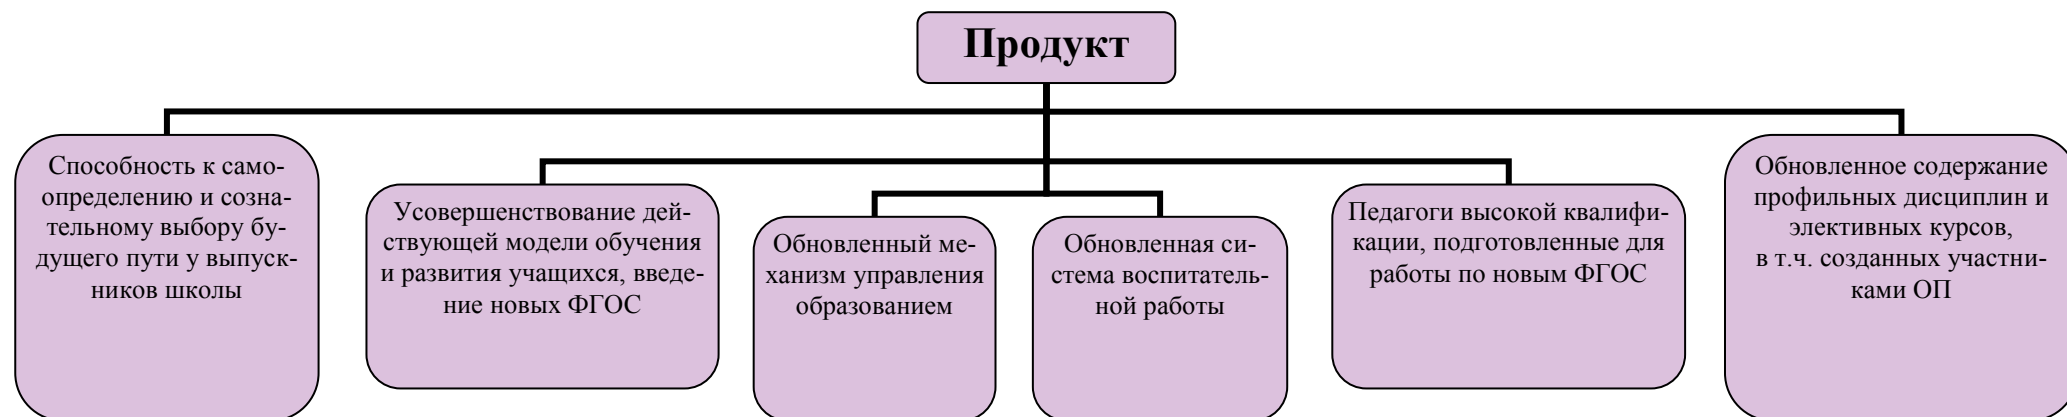 Продукт
Способность к само-
определению и созна-
тельному выбору бу-
дущего пути у выпуск-
ников школы
Усовершенствование дей-
ствующей модели обучения
и развития учащихся, введе-
ние новых ФГОС
Обновленный ме-
ханизм управления
образованием
Обновленная си-
стема воспитатель-
ной работы
Педагоги высокой квалифи-
кации, подготовленные для
работы по новым ФГОС
Обновленное содержание
профильных дисциплин и
элективных курсов,
в т.ч. созданных участни-
ками ОП